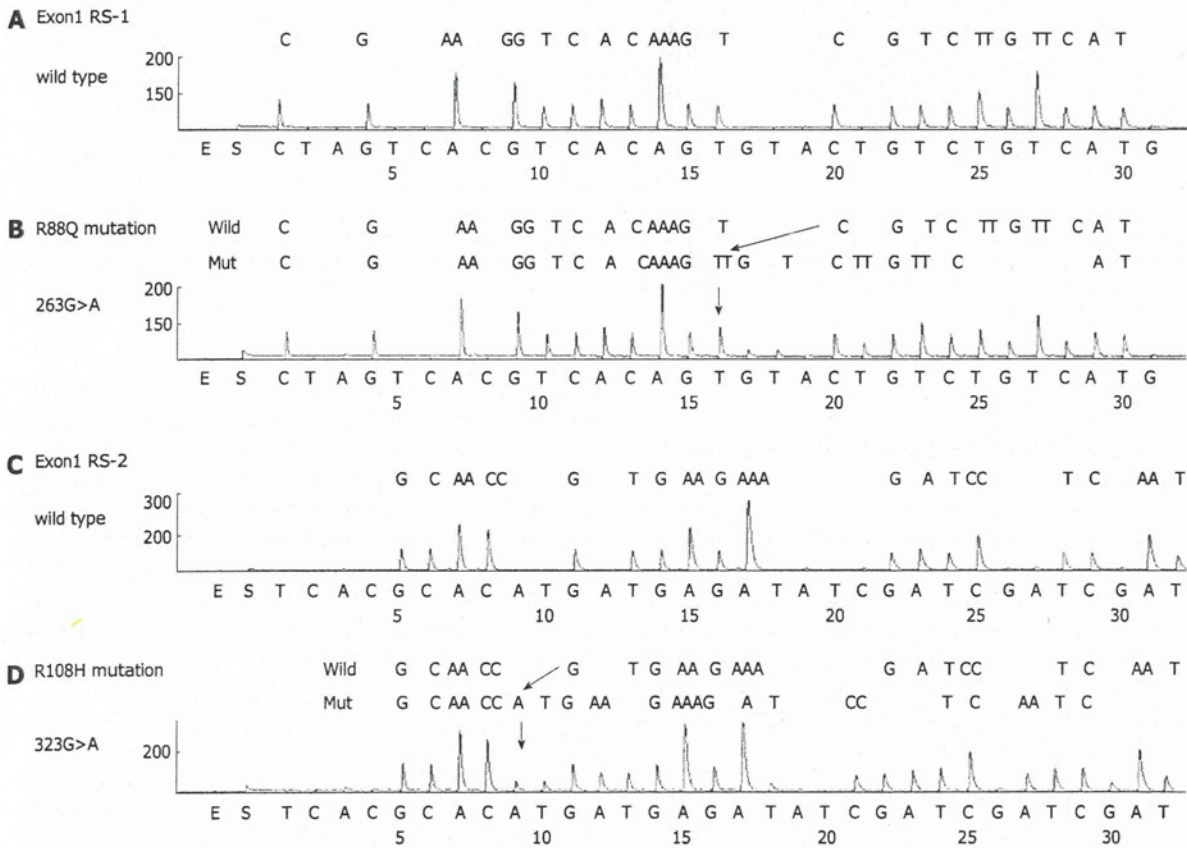 A Exon1 RS-1
C G AA GG T C A C AAAG T C G T C TT G TT C A T
200
wild type
150
E S C T A G T C A C G T C A C A G T G T A C T G T C T G T C A T G
5 10 15 20 25 30
B R88Q mutation Wild C G AA GG T C A C AAAG T C G T C TT G TT C A T
Mut C G AA GG T C A CAAAG TT G T C TT G TT C A T
263G>A
200
150
E S C T A G T C A C G T C A C A G T G T A C T G T C T G T C A T G
5 10 15 20 25 30
C Exon1 RS-2
G C AA CC G T G AA G AAA G A T CC T C AA T
300
wild type
200
E S T C A C G C A C A T G A T G A G A T A T C G A T C G A T C G A T
5 10 15 20 25 30
D R108H mutation Wild G C AA CC G T G AA G AAA G A T CC T C AA T
Mut G C AA CC A T G AA G AAAG A T CC T C AA T C
323G>A
200
E S T C A C G C A C A T G A T G A G A T A T C G A T C G A T C G A T
5 10 15 20 25 30